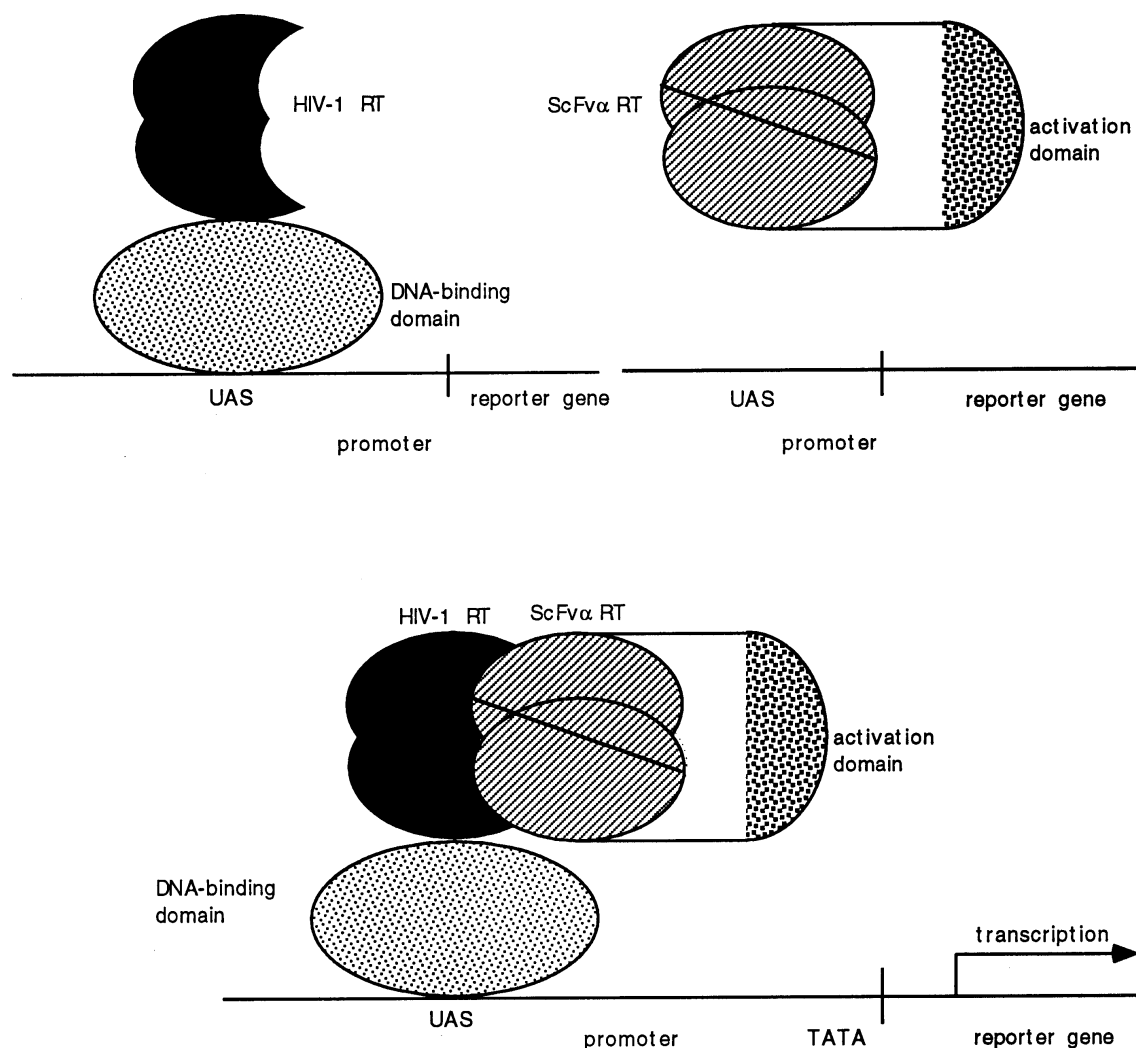 HIV-1 RT
DNA-binding
domain
UAS
reporter gene
promoter
ScFvα RT
activation
domain
UAS
reporter gene
promoter
HIV-1 RT
ScFvα RT
activation
domain
DNA-binding
domain
transcription
UAS
promoter
TATA
reporter gene